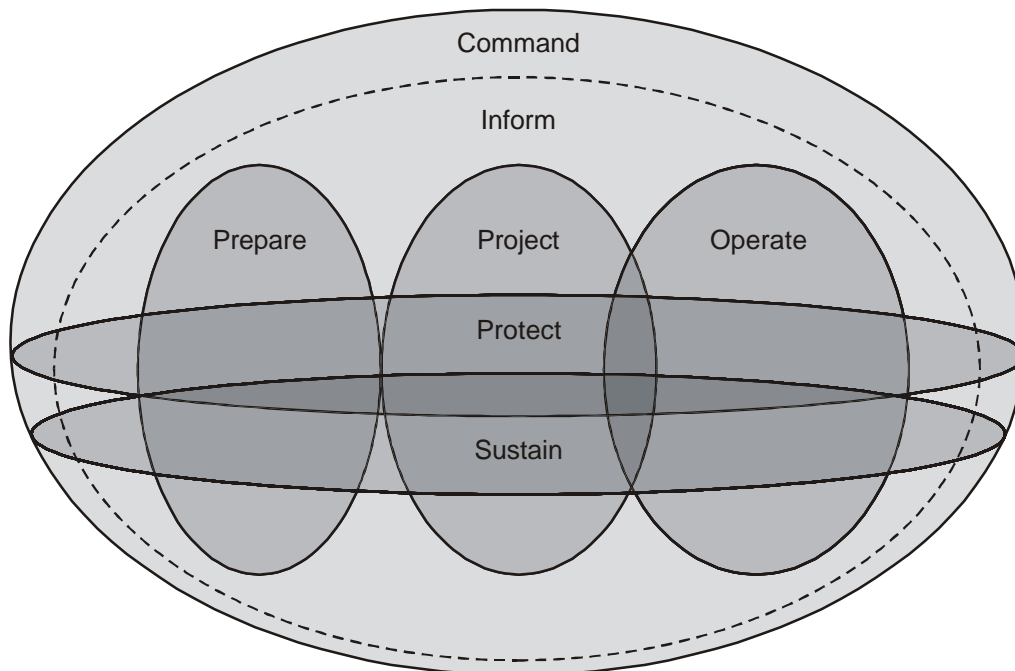 Command
Inform
Prepare Project Operate
Protect
Sustain